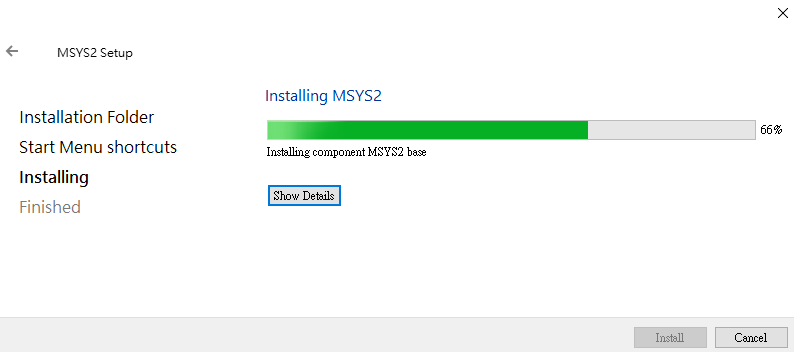 MSYS2 Setup
Installation Folder
Start Menu shortcuts
Installing
Finished
Installing MSYS2
66%
Installing component MSYS2 base
Show Details
Install
Cancel